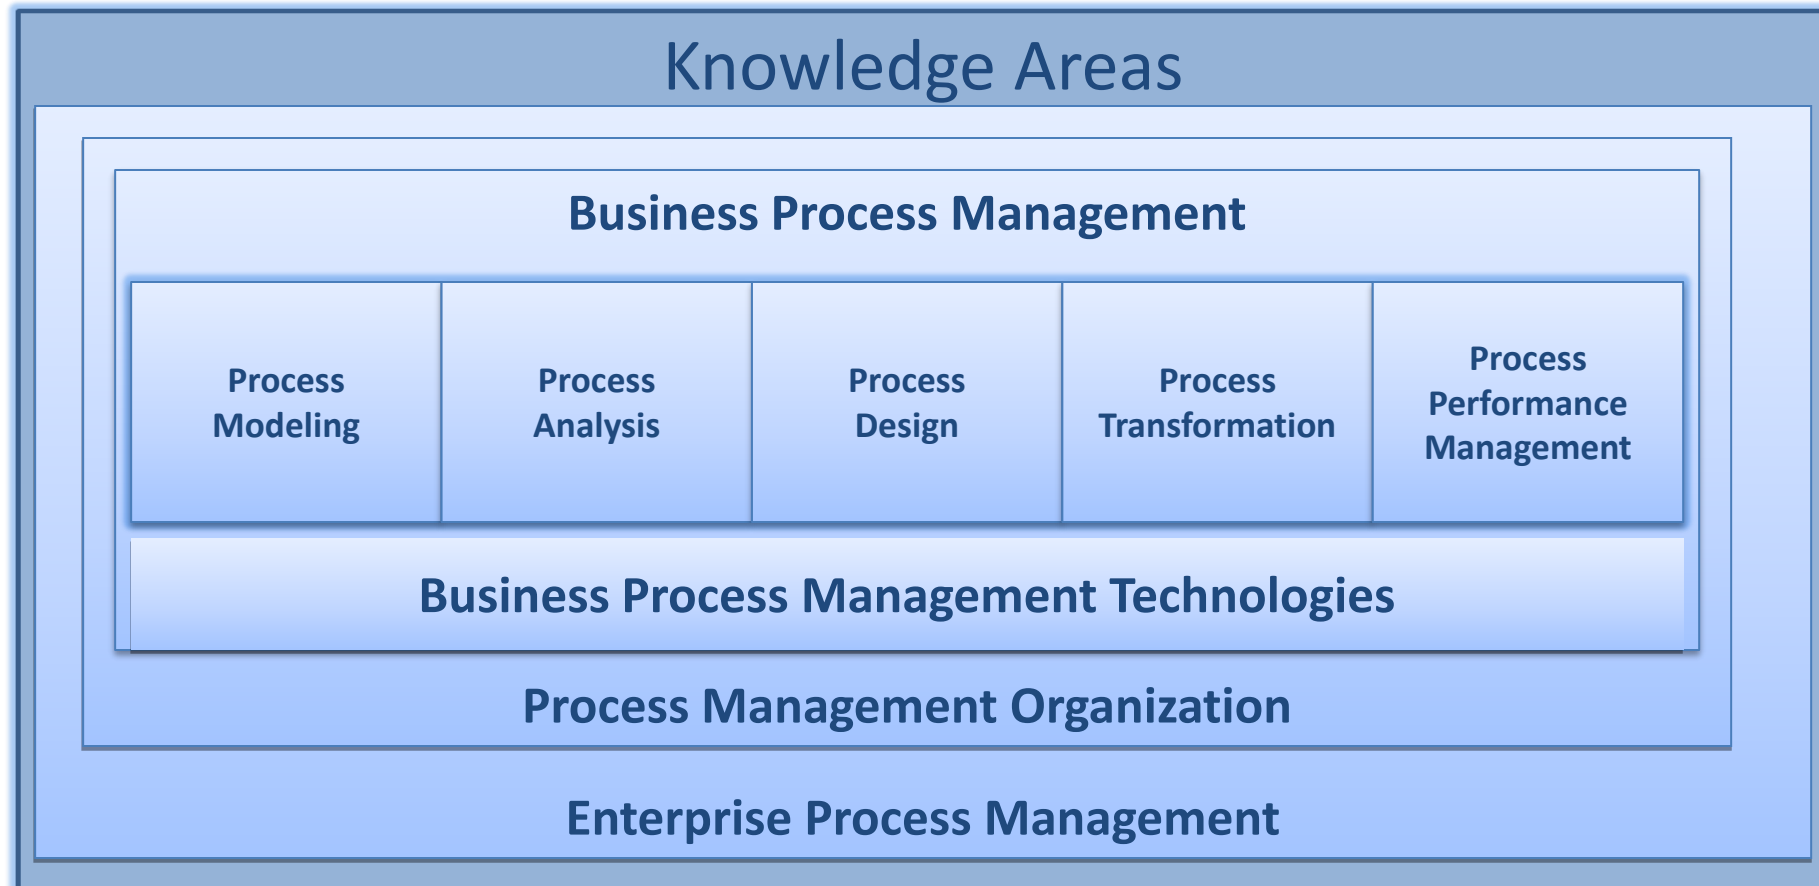 Knowledge Areas
Business Process Management
Process
Modeling
Process
Analysis
Process
Design
Process
Transformation
Process
Performance
Management
Business Process Management Technologies
Process Management Organization
Enterprise Process Management